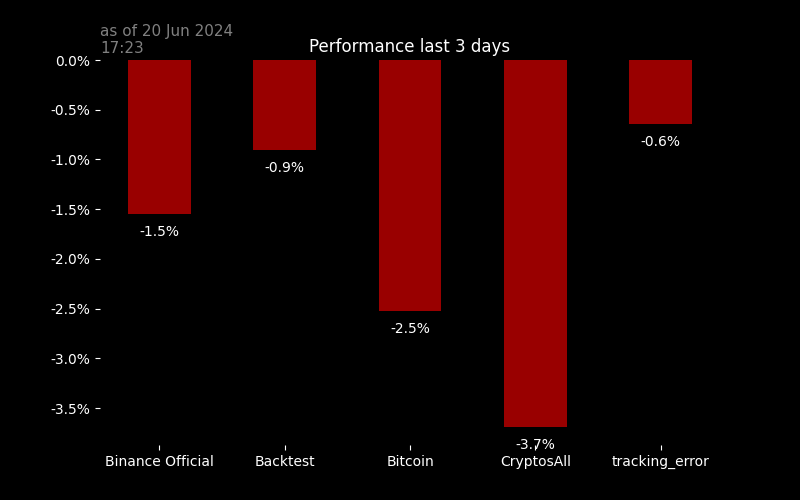 as of 20 Jun 2024
17:23
Performance last 3 days
0.0%
-0.5%
-1.0%
-1.5%
-2.0%
-2.5%
-3.0%
-3.5%
-1.5%
-0.9%
-2.5%
-3.7%
-0.6%
Binance Official
Backtest
Bitcoin
CryptosAll
tracking_error